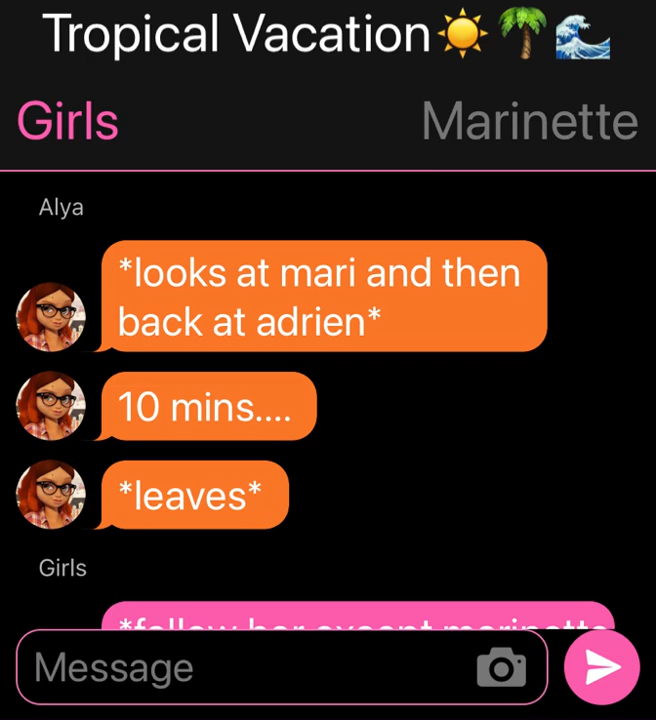 Tropical Vacation☀️🌴🌊
Girls
Marinette
Alya
*looks at mari and then
back at adrien*
10 mins....
*leaves*
Girls
*follow her except marinette
Message